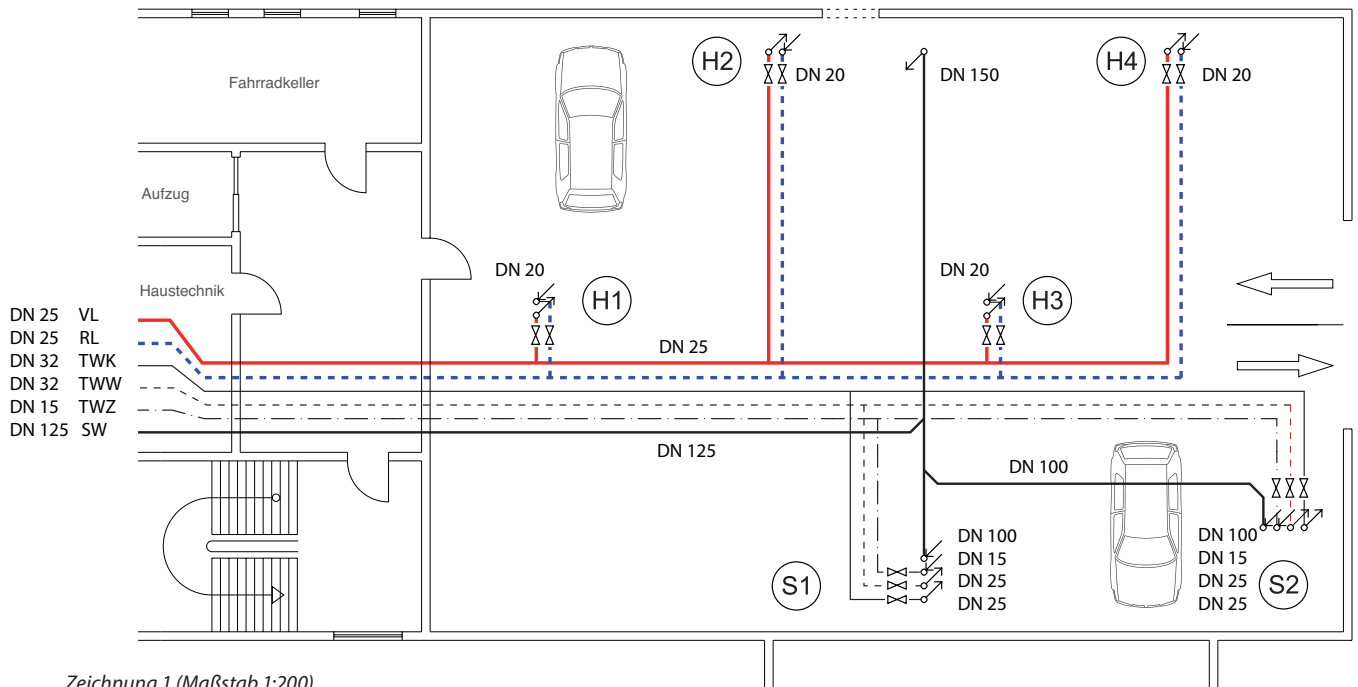 H2
DN 20
DN 150
H4
DN 20
Fahrradkeller
Aufzug
Haustechnik
DN 20
H1
DN 20
H3
DN 25 VL
DN 25 RL
DN 32 TWK
DN 32 TWW
DN 15 TWZ
DN 125 SW
DN 25
DN 125
DN 100
S1
DN 100
DN 15
DN 25
DN 25
DN 100
DN 15
DN 25
DN 25
S2
Zeichnung 1 (Maßstab 1:200)